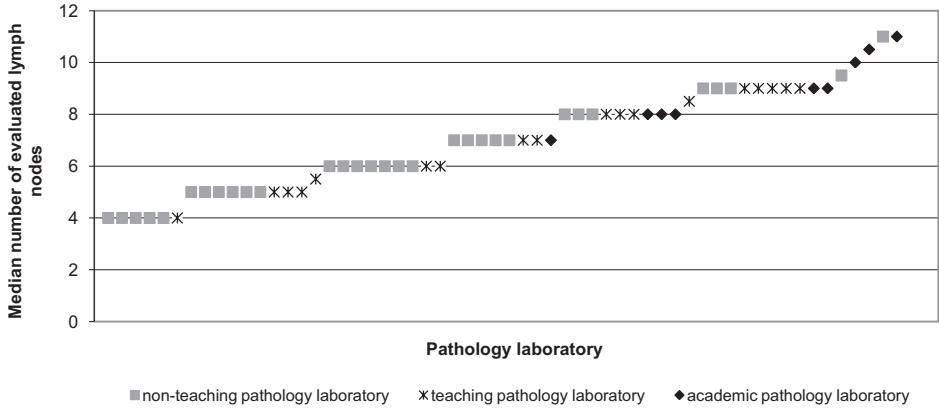 12
10
8
6
4
2
0
Median number of evaluated lymph
nodes
Pathology laboratory
non-teaching pathology laboratory
teaching pathology laboratory
academic pathology laboratory